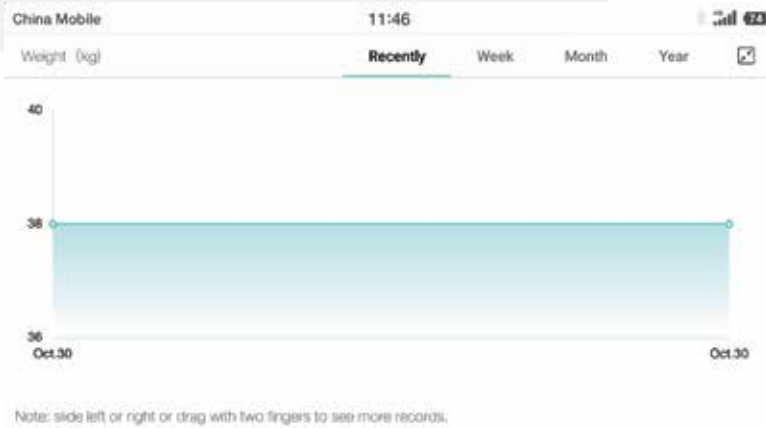 China Mobile 11:46 74
Weight (kg) Recently Week Month Year
40
38
36
Oct.30 Oct.30
Note: slide left or right or drag with two fingers to see more records.